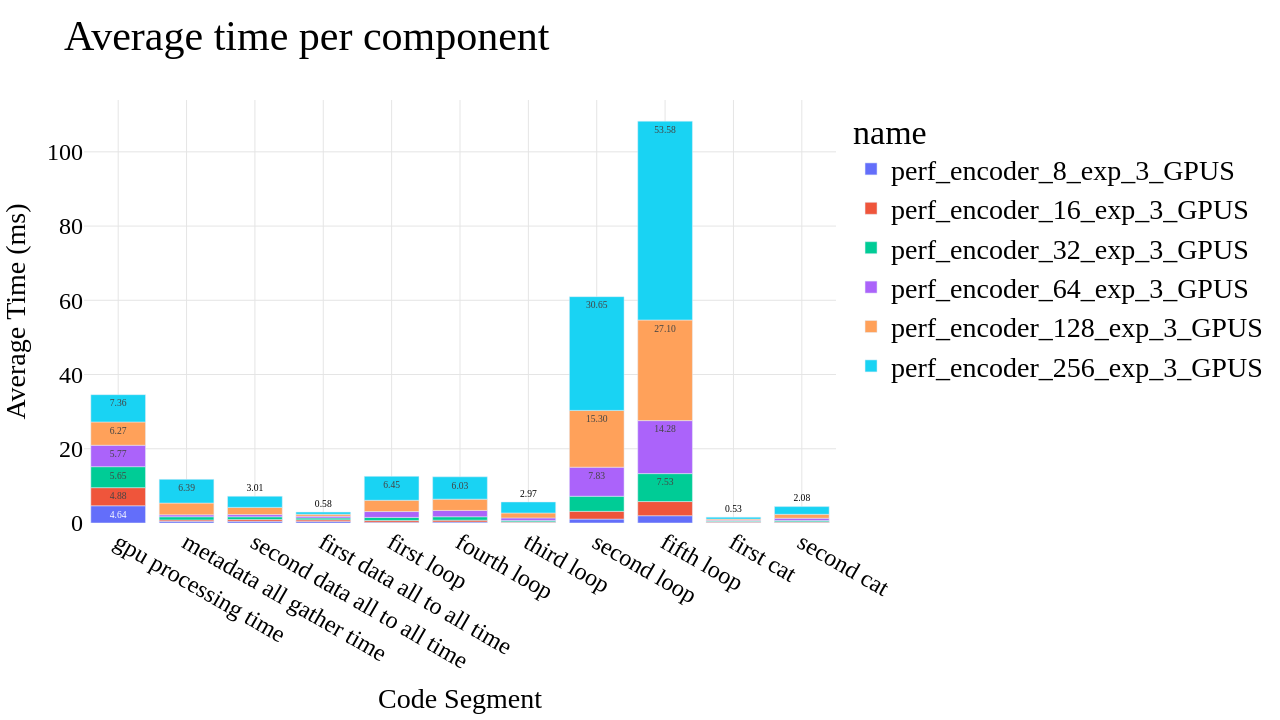 Average time per component
Average Time (ms)
100
80
60
40
20
0
7.36
6.27
5.77
5.65
4.88
4.64
6.39
3.01
0.58
6.45
6.03
2.97
30.65
15.30
7.83
53.58
27.10
14.28
7.53
0.53
2.08
gpu processing time
metadata all gather time
second data all to all time
first data all to all time
first loop
fourth loop
third loop
second loop
fifth loop
first cat
second cat
Code Segment
name
perf_encoder_8_exp_3_GPUS
perf_encoder_16_exp_3_GPUS
perf_encoder_32_exp_3_GPUS
perf_encoder_64_exp_3_GPUS
perf_encoder_128_exp_3_GPUS
perf_encoder_256_exp_3_GPUS